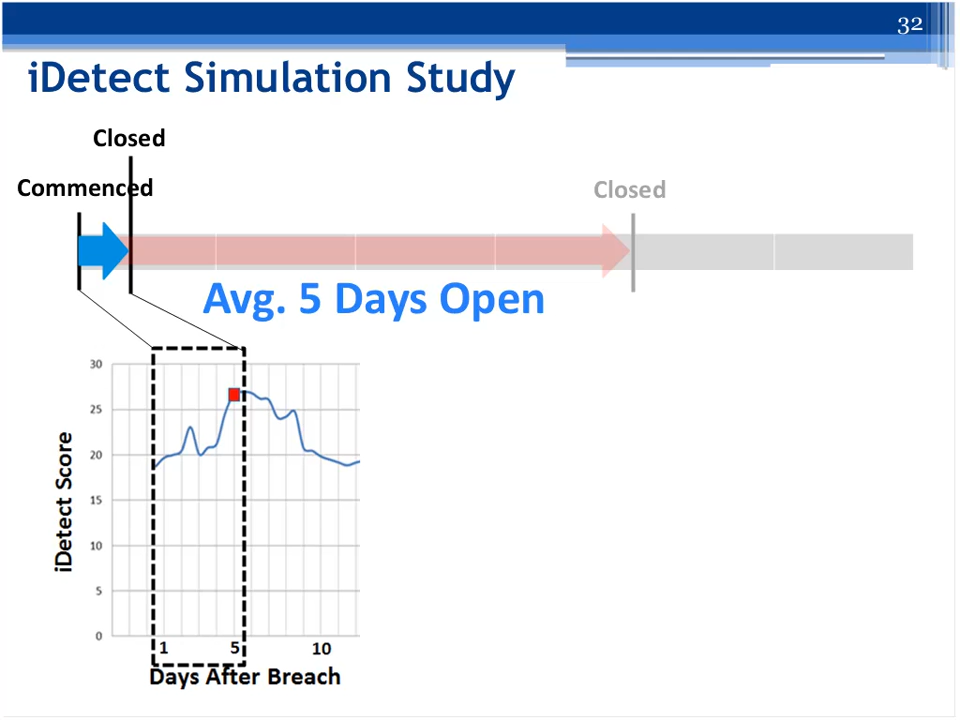 32
iDetect Simulation Study
Closed
Commenced
Closed
Avg. 5 Days Open
30
25
20
15
10
5
0
iDetect Score
1 5 10
Days After Breach